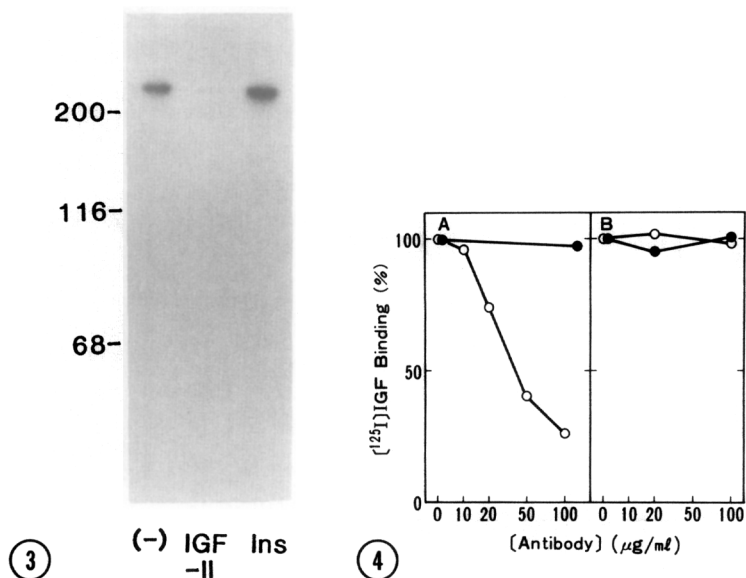 200-
116-
68-
(-) IGF Ins
-II
3
A B
100
50
0
[¹²⁵I]IGF Binding (%)
0 10 20 50 100 0 10 20 50 100
[Antibody] (μg/ml)
4